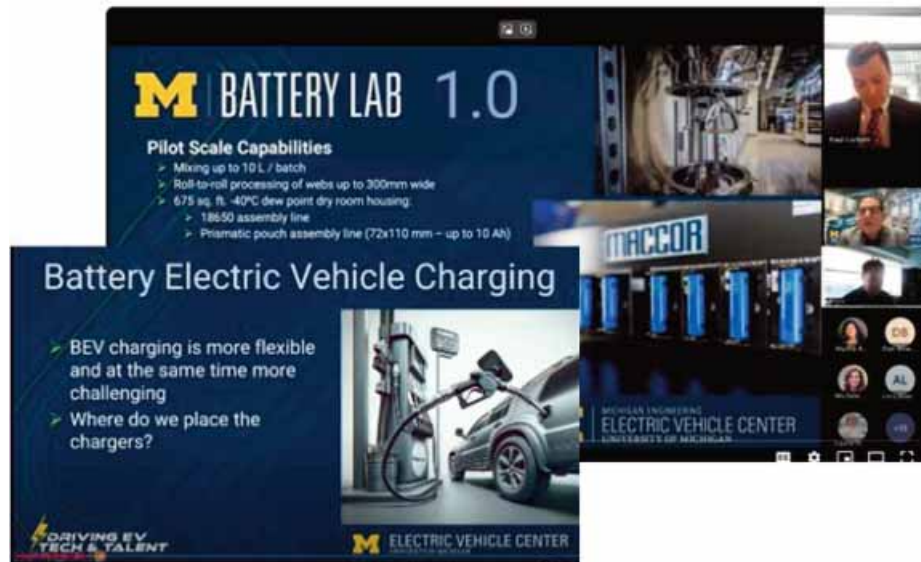 M | BATTERY LAB 1.0
Pilot Scale Capabilities
➤ Mixing up to 10 L / batch
➤ Roll-to-roll processing of webs up to 300mm wide
➤ 675 sq. ft. -40ºC dew point dry room housing:
➤ 18650 assembly line
➤ Prismatic pouch assembly line (72x110 mm – up to 10 Ah)
MACCOR
DS
AL
MICHIGAN ENGINEERING
ELECTRIC VEHICLE CENTER
UNIVERSITY OF MICHIGAN
Battery Electric Vehicle Charging
➤ BEV charging is more flexible
and at the same time more
challenging
➤ Where do we place the
chargers?
DRIVING EV
TECH & TALENT
M ELECTRIC VEHICLE CENTER
UNIVERSITY OF MICHIGAN